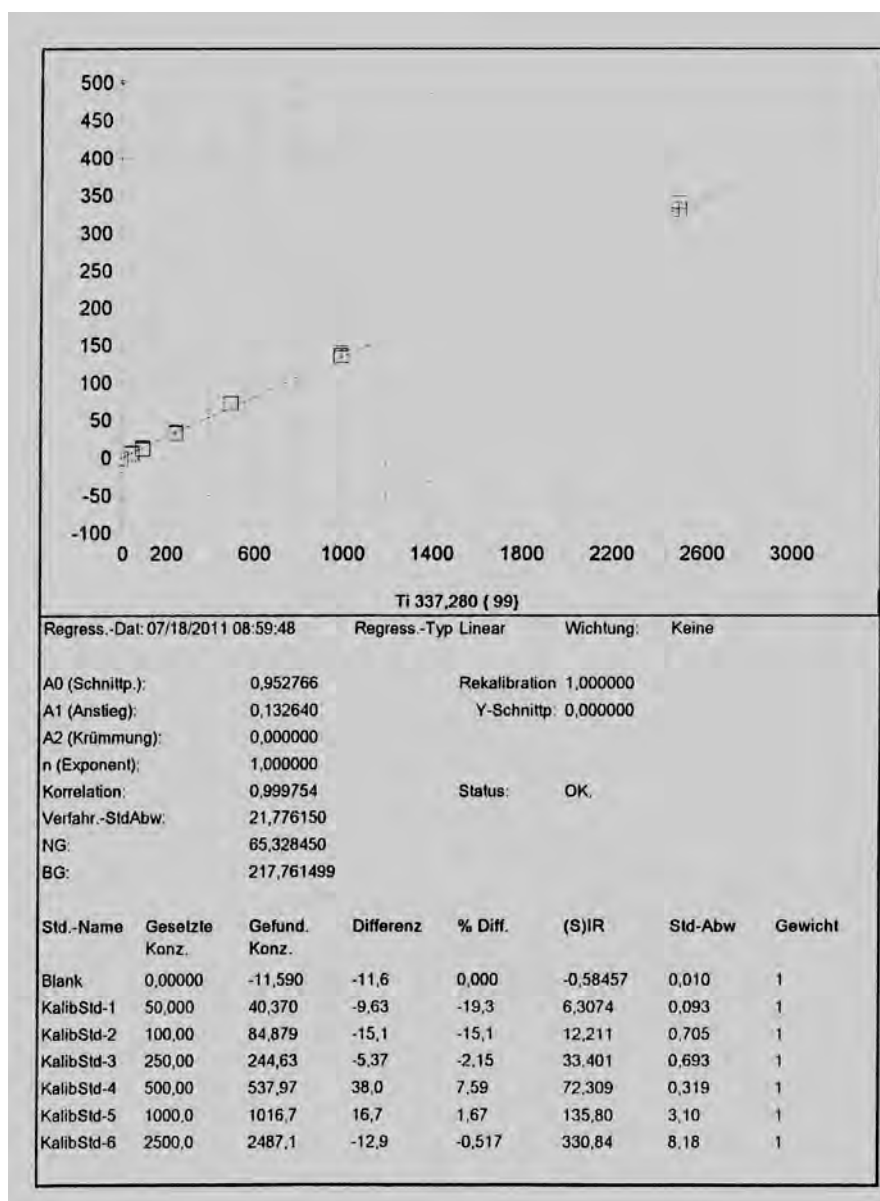 500
450
400
350
300
250
200
150
100
50
0
-50
-100
0 200 600 1000 1400 1800 2200 2600 3000
Ti 337,280 { 99}
Regress.-Dat: 07/18/2011 08:59:48 Regress.-Typ Linear Wichtung: Keine
A0 (Schnittp.): 0,952766 Rekalibration 1,000000
A1 (Anstieg): 0,132640 Y-Schnittp: 0,000000
A2 (Krümmung): 0,000000
n (Exponent): 1,000000
Korrelation: 0,999754 Status: OK.
Verfahr.-StdAbw: 21,776150
NG: 65,328450
BG: 217,761499
Std.-Name Gesetzte Gefund. Differenz % Diff. (S)IR Std-Abw Gewicht
Konz. Konz.
Blank 0,00000 -11,590 -11,6 0,000 -0,58457 0,010 1
KalibStd-1 50,000 40,370 -9,63 -19,3 6,3074 0,093 1
KalibStd-2 100,00 84,879 -15,1 -15,1 12,211 0,705 1
KalibStd-3 250,00 244,63 -5,37 -2,15 33,401 0,693 1
KalibStd-4 500,00 537,97 38,0 7,59 72,309 0,319 1
KalibStd-5 1000,0 1016,7 16,7 1,67 135,80 3,10 1
KalibStd-6 2500,0 2487,1 -12,9 -0,517 330,84 8,18 1